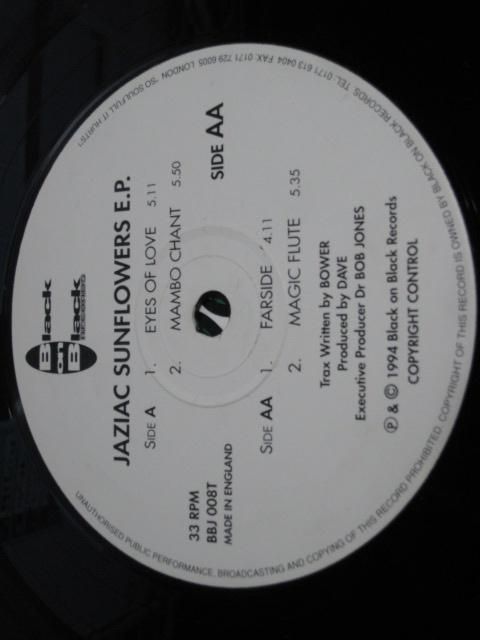 Black
on
Black
RECORDS
JAZIAC SUNFLOWERS E.P.
SIDE A 1. EYES OF LOVE 5.11
2. MAMBO CHANT 5.50
33 RPM
BBJ 008T
MADE IN ENGLAND
SIDE AA
SIDE AA 1. FARSIDE 4.11
2. MAGIC FLUTE 5.35
Trax Written by BOWER
Produced by DAVE
Executive Producer Dr BOB JONES
℗ & © 1994 Black on Black Records
COPYRIGHT CONTROL
UNAUTHORISED PUBLIC PERFORMANCE, BROADCASTING AND COPYING OF THIS RECORD PROHIBITED. COPYRIGHT OF THIS RECORD IS OWNED BY BLACK ON BLACK RECORDS. TEL: 0171 613 0404 FAX: 0171 729 6005 LONDON "SO SOULFULL IT HURTS"!